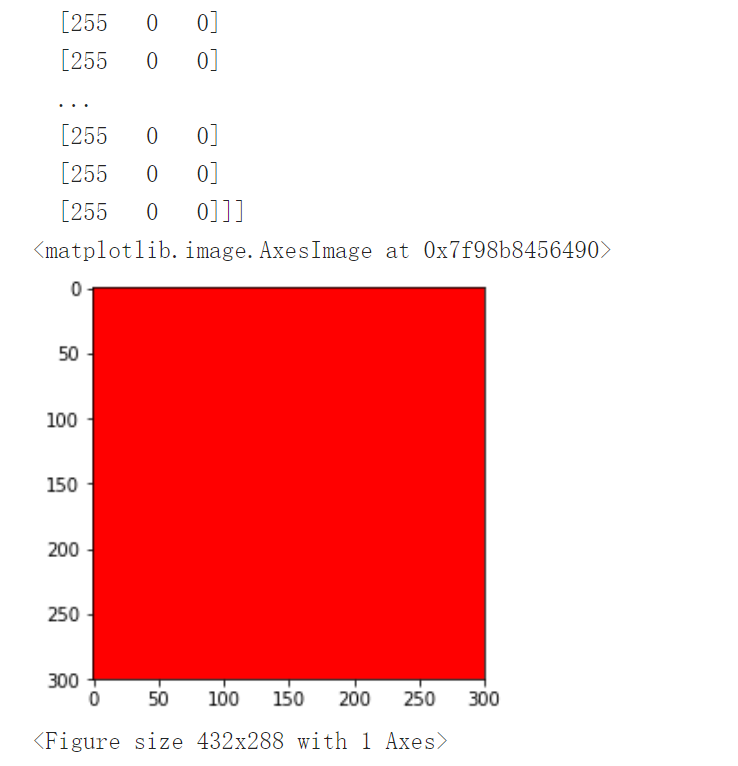 [255   0   0]
[255   0   0]
...
[255   0   0]
[255   0   0]
[255   0   0]]]
<matplotlib.image.AxesImage at 0x7f98b8456490>
0
50
100
150
200
250
300
0 50 100 150 200 250 300
<Figure size 432x288 with 1 Axes>